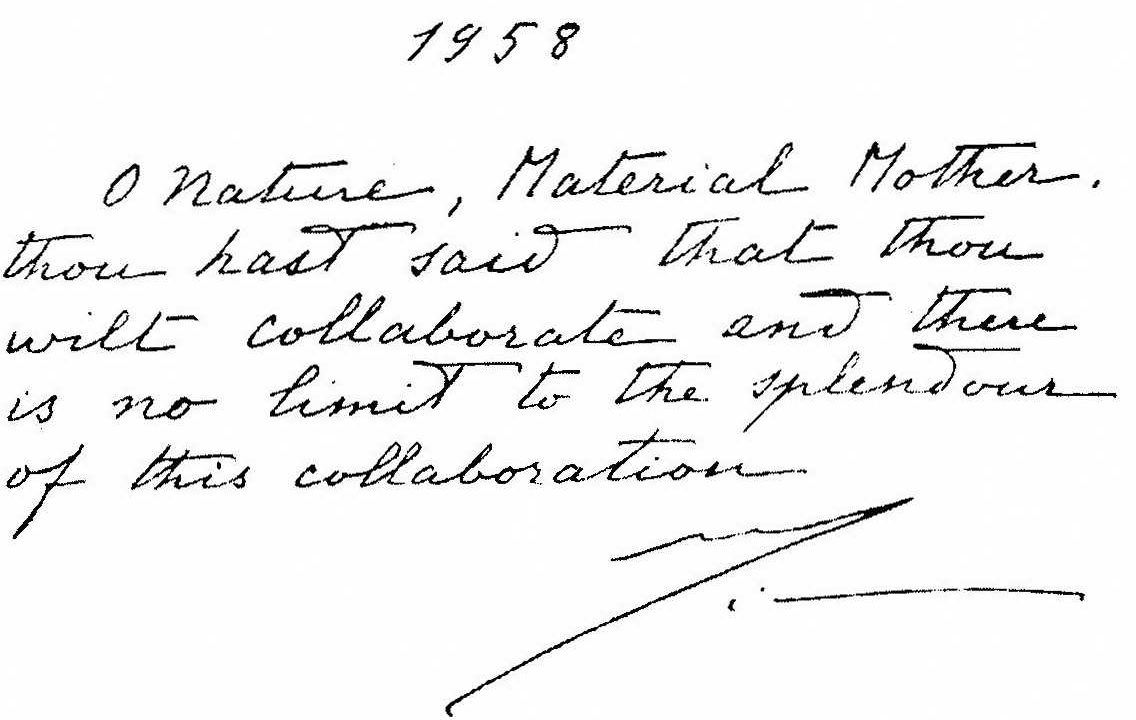 1958
O Nature, Material Mother.
thou hast said that thou
wilt collaborate and there
is no limit to the splendour
of this collaboration